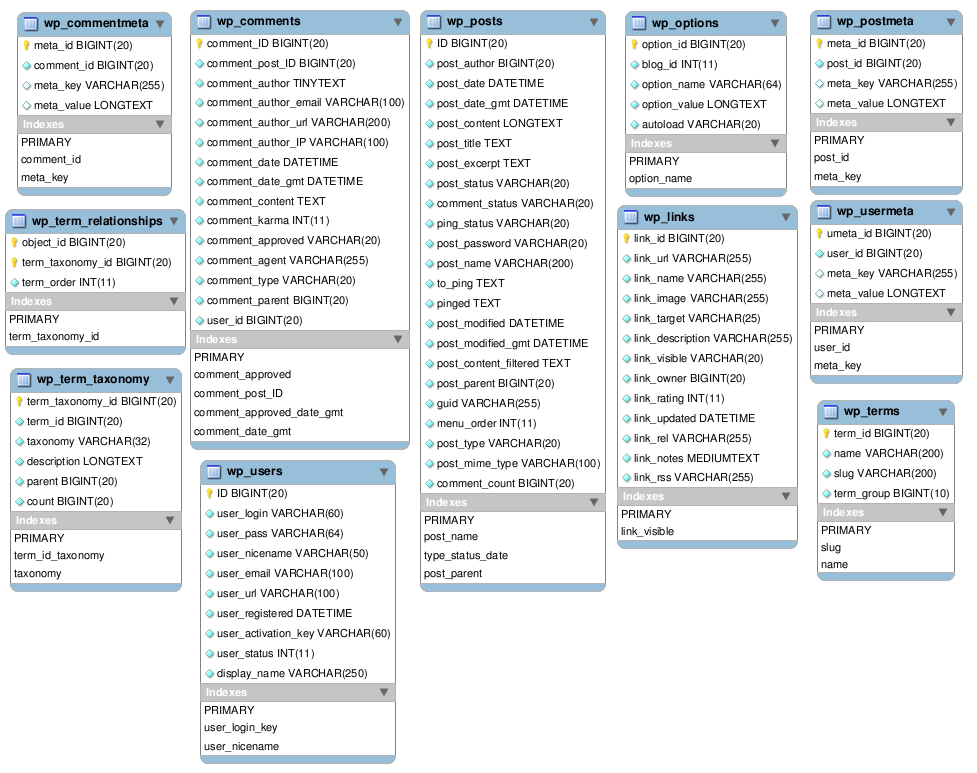 wp_commentmeta
meta_id BIGINT(20)
comment_id BIGINT(20)
meta_key VARCHAR(255)
meta_value LONGTEXT
Indexes
PRIMARY
comment_id
meta_key
wp_term_relationships
object_id BIGINT(20)
term_taxonomy_id BIGINT(20)
term_order INT(11)
Indexes
PRIMARY
term_taxonomy_id
wp_term_taxonomy
term_taxonomy_id BIGINT(20)
term_id BIGINT(20)
taxonomy VARCHAR(32)
description LONGTEXT
parent BIGINT(20)
count BIGINT(20)
Indexes
PRIMARY
term_id_taxonomy
taxonomy
wp_comments
comment_ID BIGINT(20)
comment_post_ID BIGINT(20)
comment_author TINYTEXT
comment_author_email VARCHAR(100)
comment_author_url VARCHAR(200)
comment_author_IP VARCHAR(100)
comment_date DATETIME
comment_date_gmt DATETIME
comment_content TEXT
comment_karma INT(11)
comment_approved VARCHAR(20)
comment_agent VARCHAR(255)
comment_type VARCHAR(20)
comment_parent BIGINT(20)
user_id BIGINT(20)
Indexes
PRIMARY
comment_approved
comment_post_ID
comment_approved_date_gmt
comment_date_gmt
wp_users
ID BIGINT(20)
user_login VARCHAR(60)
user_pass VARCHAR(64)
user_nicename VARCHAR(50)
user_email VARCHAR(100)
user_url VARCHAR(100)
user_registered DATETIME
user_activation_key VARCHAR(60)
user_status INT(11)
display_name VARCHAR(250)
Indexes
PRIMARY
user_login_key
user_nicename
wp_posts
ID BIGINT(20)
post_author BIGINT(20)
post_date DATETIME
post_date_gmt DATETIME
post_content LONGTEXT
post_title TEXT
post_excerpt TEXT
post_status VARCHAR(20)
comment_status VARCHAR(20)
ping_status VARCHAR(20)
post_password VARCHAR(20)
post_name VARCHAR(200)
to_ping TEXT
pinged TEXT
post_modified DATETIME
post_modified_gmt DATETIME
post_content_filtered TEXT
post_parent BIGINT(20)
guid VARCHAR(255)
menu_order INT(11)
post_type VARCHAR(20)
post_mime_type VARCHAR(100)
comment_count BIGINT(20)
Indexes
PRIMARY
post_name
type_status_date
post_parent
wp_options
option_id BIGINT(20)
blog_id INT(11)
option_name VARCHAR(64)
option_value LONGTEXT
autoload VARCHAR(20)
Indexes
PRIMARY
option_name
wp_links
link_id BIGINT(20)
link_url VARCHAR(255)
link_name VARCHAR(255)
link_image VARCHAR(255)
link_target VARCHAR(25)
link_description VARCHAR(255)
link_visible VARCHAR(20)
link_owner BIGINT(20)
link_rating INT(11)
link_updated DATETIME
link_rel VARCHAR(255)
link_notes MEDIUMTEXT
link_rss VARCHAR(255)
Indexes
PRIMARY
link_visible
wp_postmeta
meta_id BIGINT(20)
post_id BIGINT(20)
meta_key VARCHAR(255)
meta_value LONGTEXT
Indexes
PRIMARY
post_id
meta_key
wp_usermeta
umeta_id BIGINT(20)
user_id BIGINT(20)
meta_key VARCHAR(255)
meta_value LONGTEXT
Indexes
PRIMARY
user_id
meta_key
wp_terms
term_id BIGINT(20)
name VARCHAR(200)
slug VARCHAR(200)
term_group BIGINT(10)
Indexes
PRIMARY
slug
name